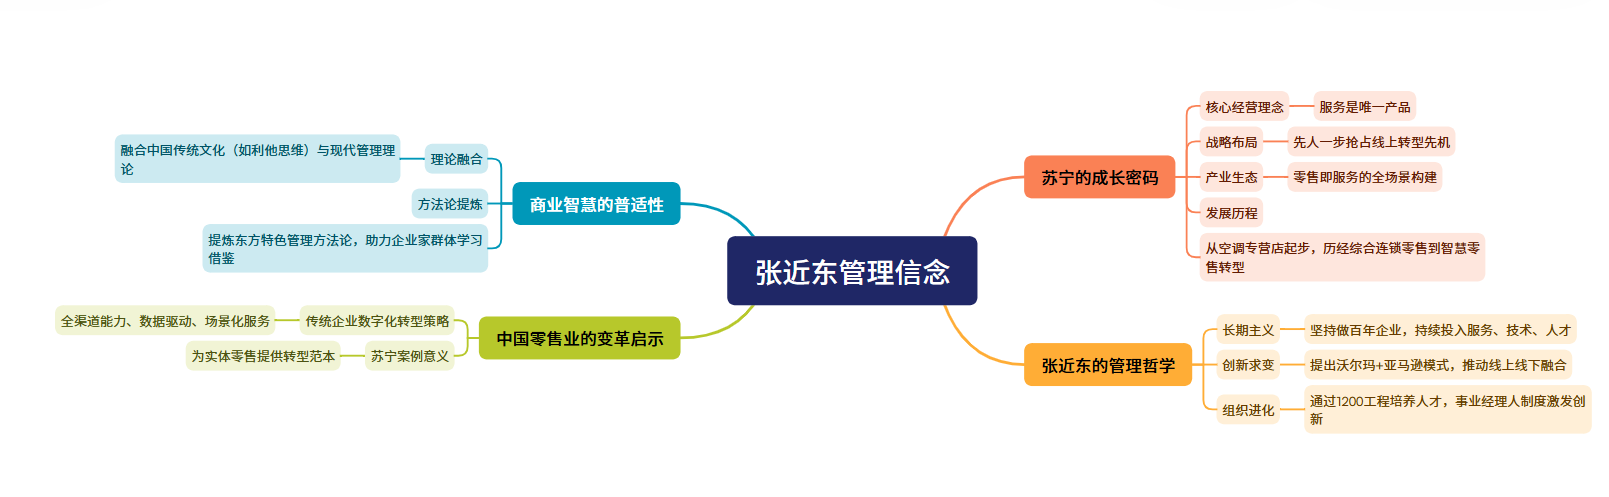 张近东管理信念
苏宁的成长密码
核心经营理念
服务是唯一产品
战略布局
先人一步抢占线上转型先机
产业生态
零售即服务的全场景构建
发展历程
从空调专营店起步，历经综合连锁零售到智慧零
售转型
张近东的管理哲学
长期主义
坚持做百年企业，持续投入服务、技术、人才
创新求变
提出沃尔玛+亚马逊模式，推动线上线下融合
组织进化
通过1200工程培养人才，事业经理人制度激发创
新
商业智慧的普适性
理论融合
融合中国传统文化（如利他思维）与现代管理理
论
方法论提炼
提炼东方特色管理方法论，助力企业家群体学习
借鉴
中国零售业的变革启示
传统企业数字化转型策略
全渠道能力、数据驱动、场景化服务
苏宁案例意义
为实体零售提供转型范本